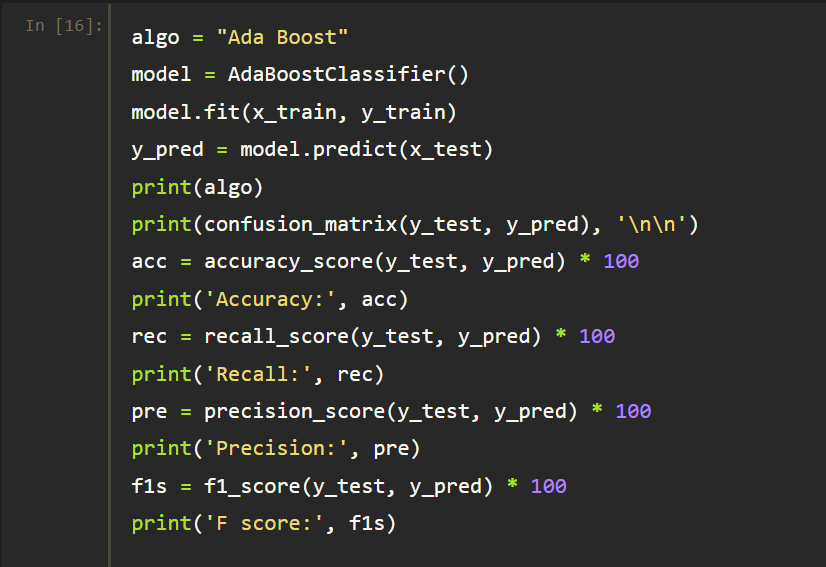 In [16]:
algo = "Ada Boost"
model = AdaBoostClassifier()
model.fit(x_train, y_train)
y_pred = model.predict(x_test)
print(algo)
print(confusion_matrix(y_test, y_pred), '\n\n')
acc = accuracy_score(y_test, y_pred) * 100
print('Accuracy:', acc)
rec = recall_score(y_test, y_pred) * 100
print('Recall:', rec)
pre = precision_score(y_test, y_pred) * 100
print('Precision:', pre)
f1s = f1_score(y_test, y_pred) * 100
print('F score:', f1s)